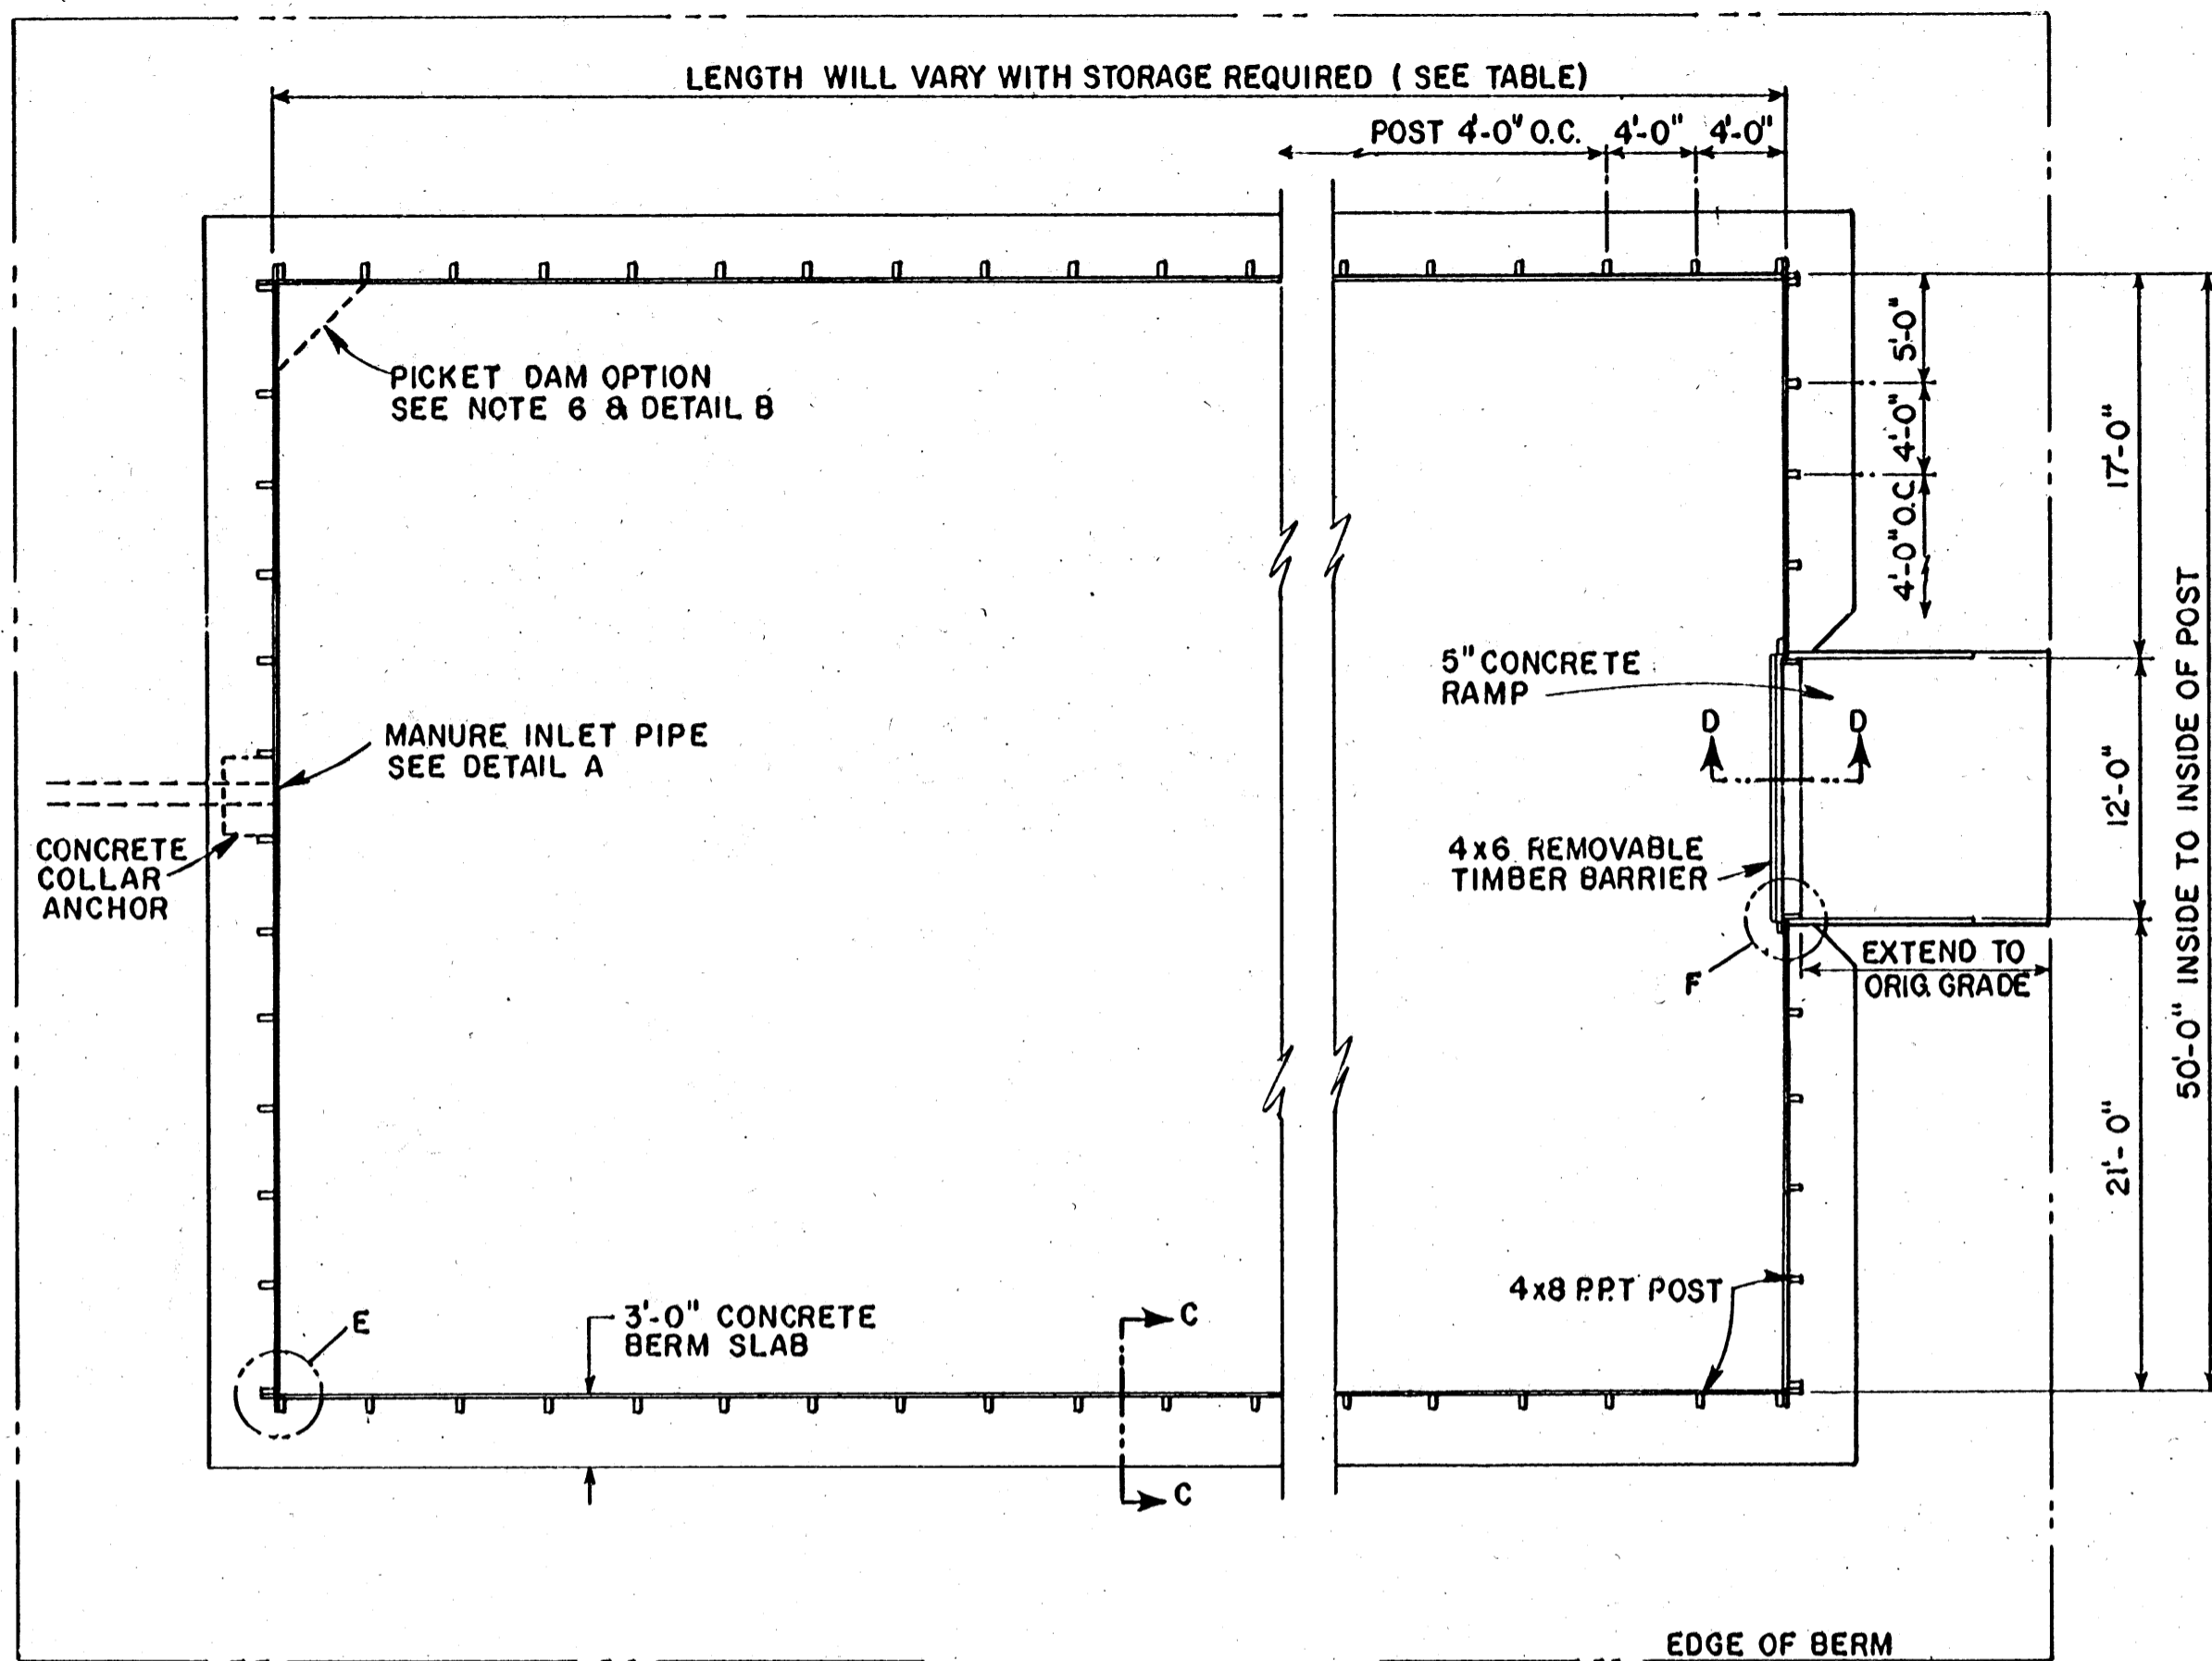 LENGTH WILL VARY WITH STORAGE REQUIRED ( SEE TABLE)
POST 4'-0" O.C.
4'-0"
4'-0"
PICKET DAM OPTION
SEE NOTE 6 & DETAIL B
5'-0"
4'-0"
4'-0" O.C.
17'-0"
5" CONCRETE
RAMP
D
D
MANURE INLET PIPE
SEE DETAIL A
CONCRETE
COLLAR
ANCHOR
4x6 REMOVABLE
TIMBER BARRIER
12'-0"
50'-0" INSIDE TO INSIDE OF POST
F
EXTEND TO
ORIG. GRADE
21'-0"
4x8 P.P.T POST
E
3'-0" CONCRETE
BERM SLAB
C
C
EDGE OF BERM